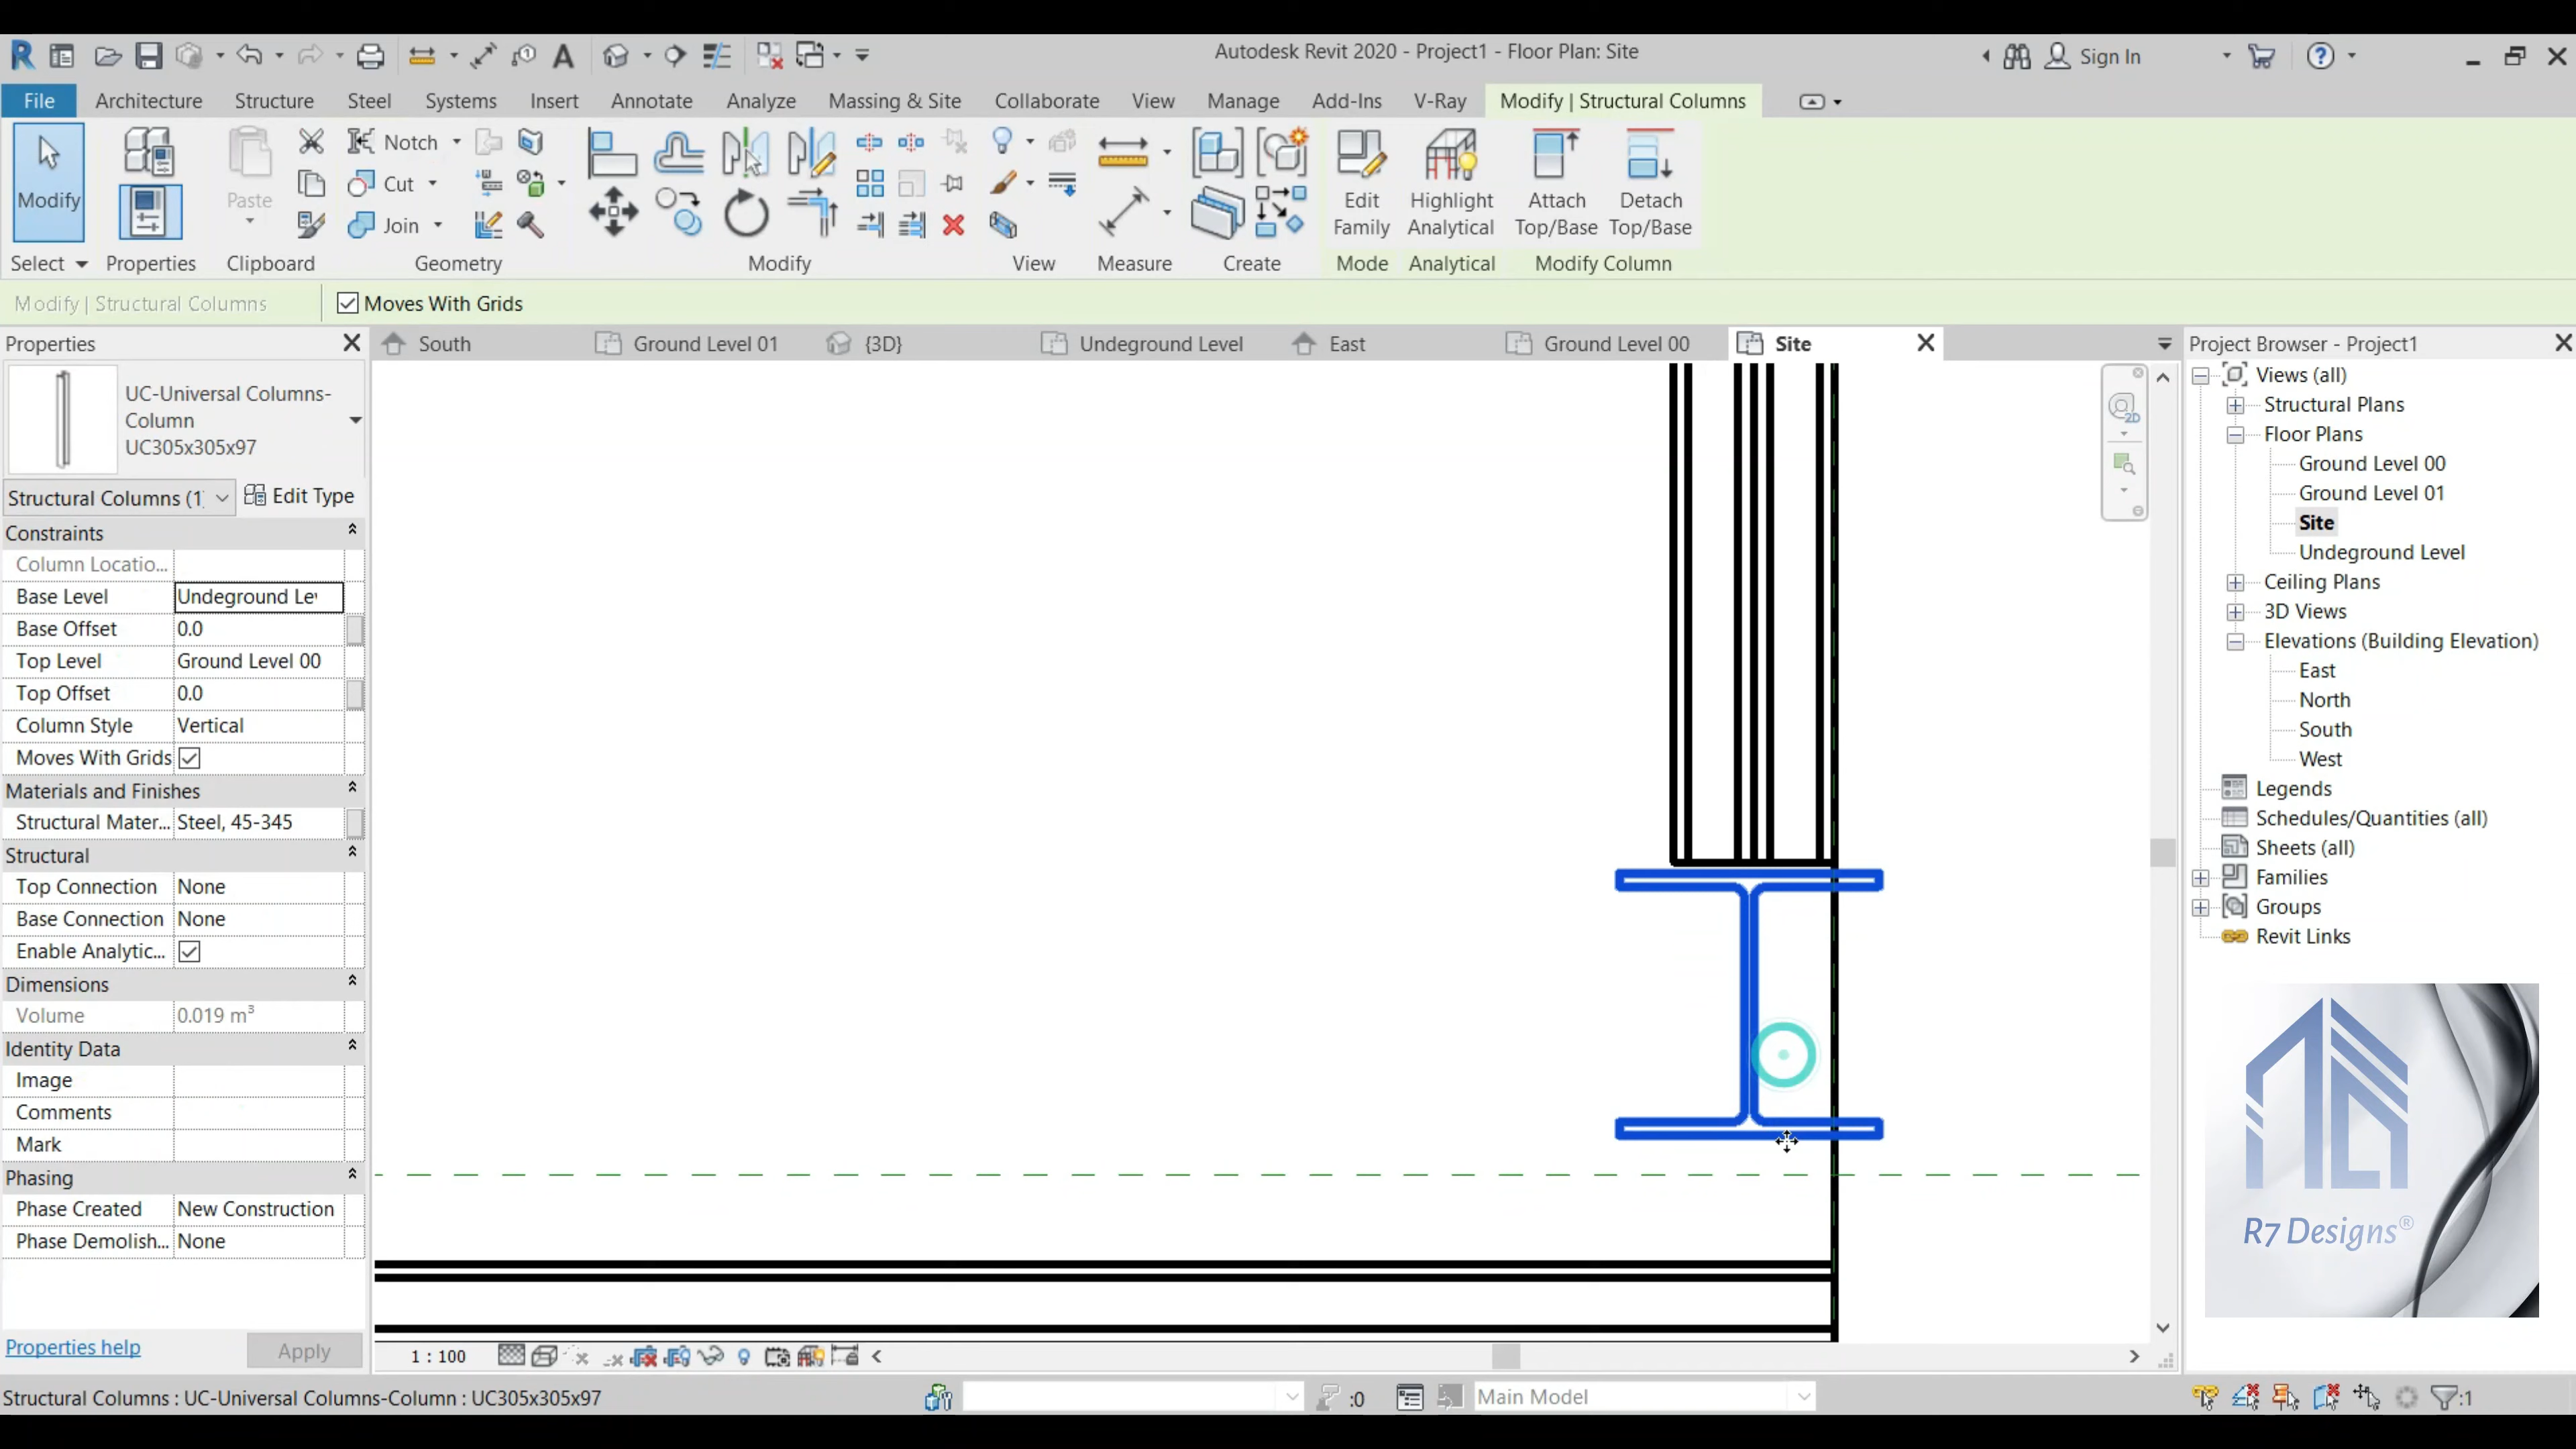 Autodesk Revit 2020 - Project1 - Floor Plan: Site
Sign In
File Architecture Structure Steel Systems Insert Annotate Analyze Massing & Site Collaborate View Manage Add-Ins V-Ray Modify | Structural Columns
Modify
Paste
Notch
Cut
Join
Edit Family
Highlight Analytical
Attach Top/Base
Detach Top/Base
Select Properties Clipboard Geometry Modify View Measure Create Mode Analytical Modify Column
Modify | Structural Columns Moves With Grids
Properties
South Ground Level 01 {3D} Undeground Level East Ground Level 00 Site
UC-Universal Columns-
Column
UC305x305x97
Structural Columns (1) Edit Type
Constraints
Column Locatio...
Base Level Undeground Le
Base Offset 0.0
Top Level Ground Level 00
Top Offset 0.0
Column Style Vertical
Moves With Grids
Materials and Finishes
Structural Mater... Steel, 45-345
Structural
Top Connection None
Base Connection None
Enable Analytic...
Dimensions
Volume 0.019 m³
Identity Data
Image
Comments
Mark
Phasing
Phase Created New Construction
Phase Demolish... None
Properties help Apply
2D
Project Browser - Project1
Views (all)
Structural Plans
Floor Plans
Ground Level 00
Ground Level 01
Site
Undeground Level
Ceiling Plans
3D Views
Elevations (Building Elevation)
East
North
South
West
Legends
Schedules/Quantities (all)
Sheets (all)
Families
Groups
Revit Links
R7 Designs®
1 : 100
Structural Columns : UC-Universal Columns-Column : UC305x305x97
:0
Main Model
:1